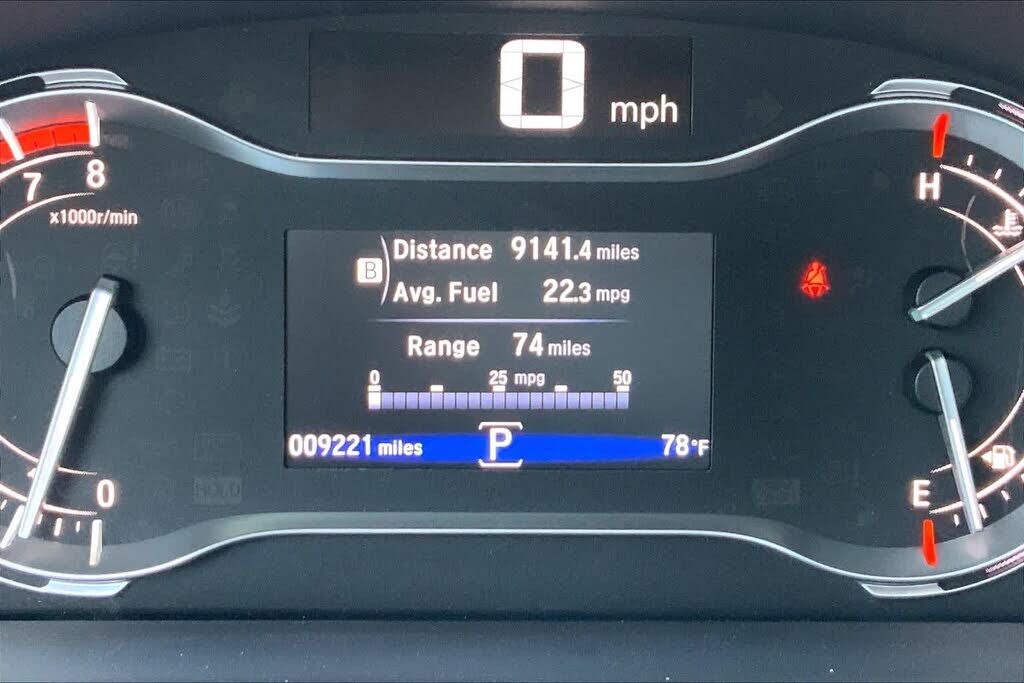 0 mph
7 8
x1000r/min
H
B Distance 9141.4 miles
Avg. Fuel 22.3 mpg
Range 74 miles
0 25 mpg 50
009221 miles P 78°F
0
E
HOLD